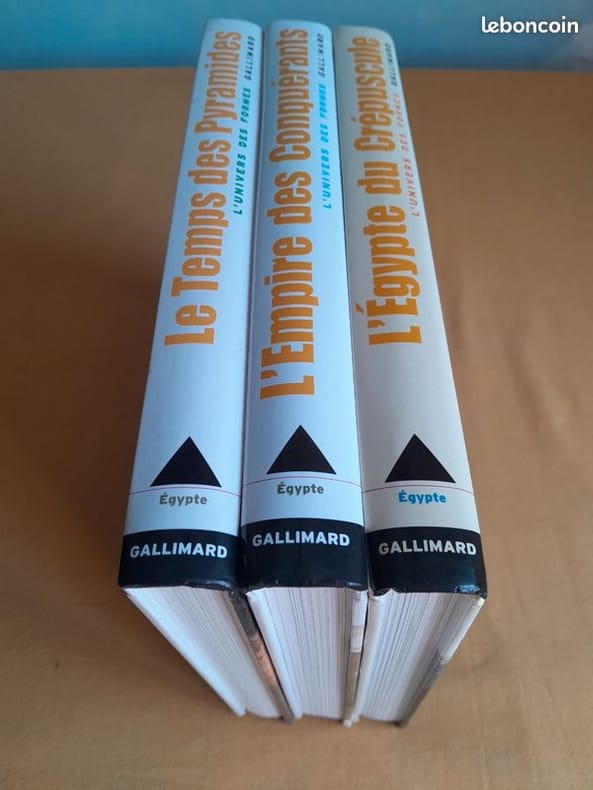 leboncoin
Le Temps des Pyramides
L'UNIVERS DES FORMES GALLIMARD
Égypte
GALLIMARD
L'Empire des Conquérants
L'UNIVERS DES FORMES GALLIMARD
Égypte
GALLIMARD
L'Égypte du Crépuscule
L'UNIVERS DES FORMES GALLIMARD
Égypte
GALLIMARD